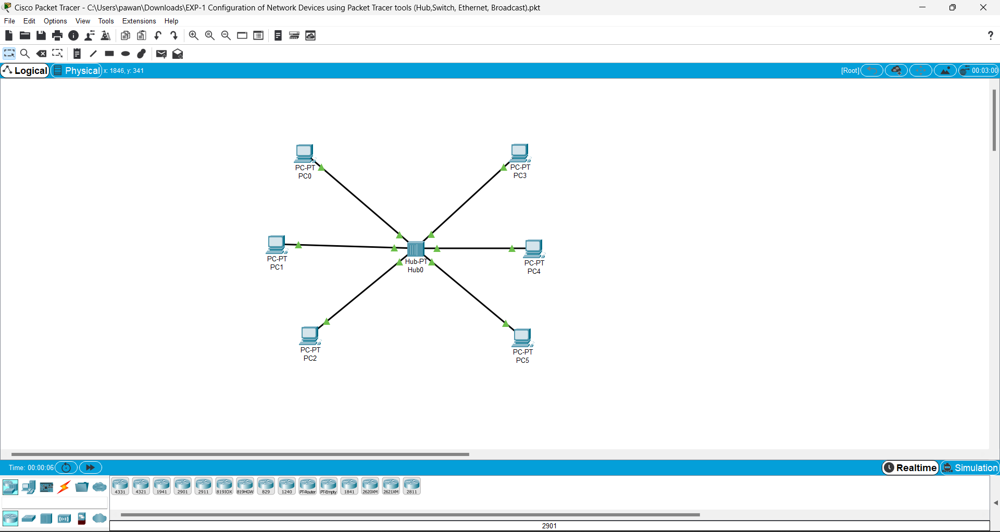 Cisco Packet Tracer - C:\Users\pawan\Downloads\EXP-1 Configuration of Network Devices using Packet Tracer tools (Hub,Switch, Ethernet, Broadcast).pkt
File Edit Options View Tools Extensions Help
?
Logical Physical x: 1846, y: 341 [Root] 00:03:00
PC-PT
PC0
PC-PT
PC3
PC-PT
PC1
Hub-PT
Hub0
PC-PT
PC4
PC-PT
PC2
PC-PT
PC5
Time: 00:00:06 Realtime Simulation
4331 4321 1941 2901 2911 819IOX 819HGW 829 1240 PT-Router PT-Empty 1841 2620XM 2621XM 2811
2901